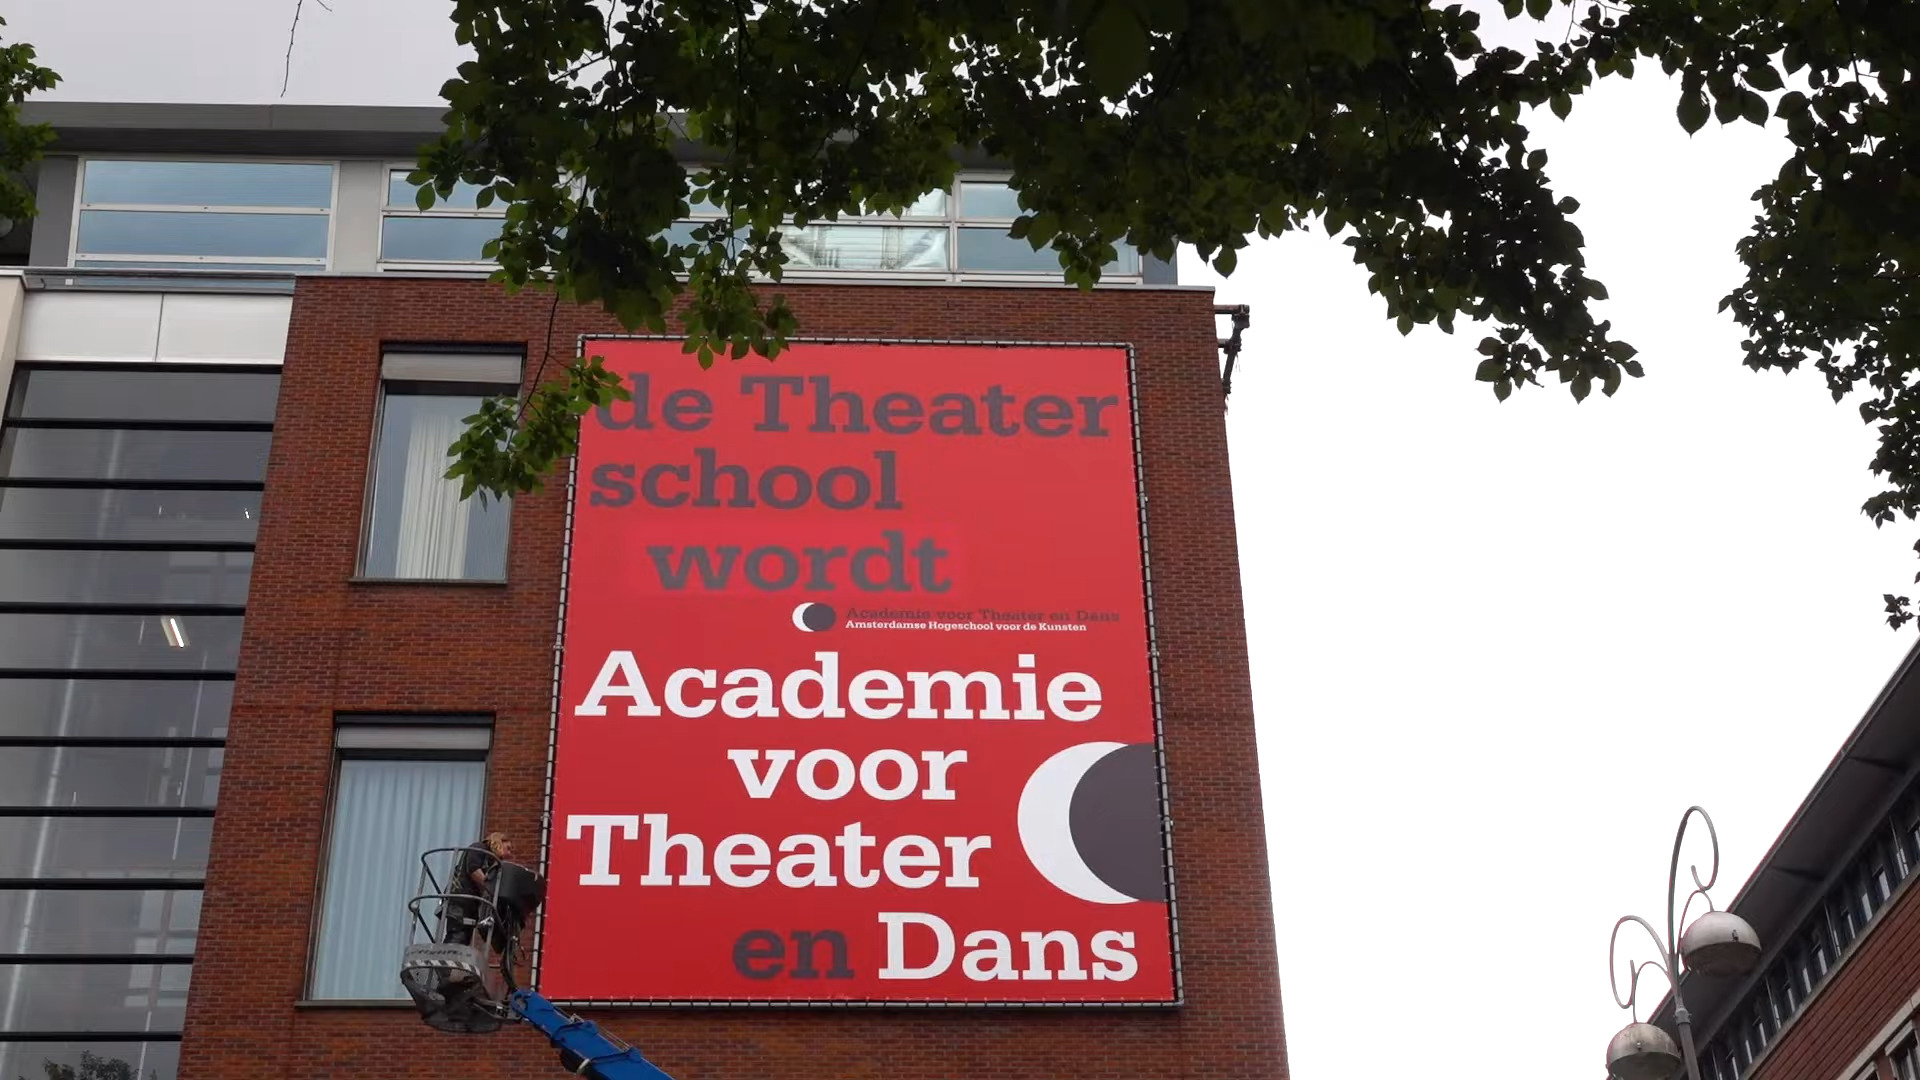 de Theater
school
wordt
Academie voor Theater en Dans
Amsterdamse Hogeschool voor de Kunsten
Academie
voor
Theater
en Dans